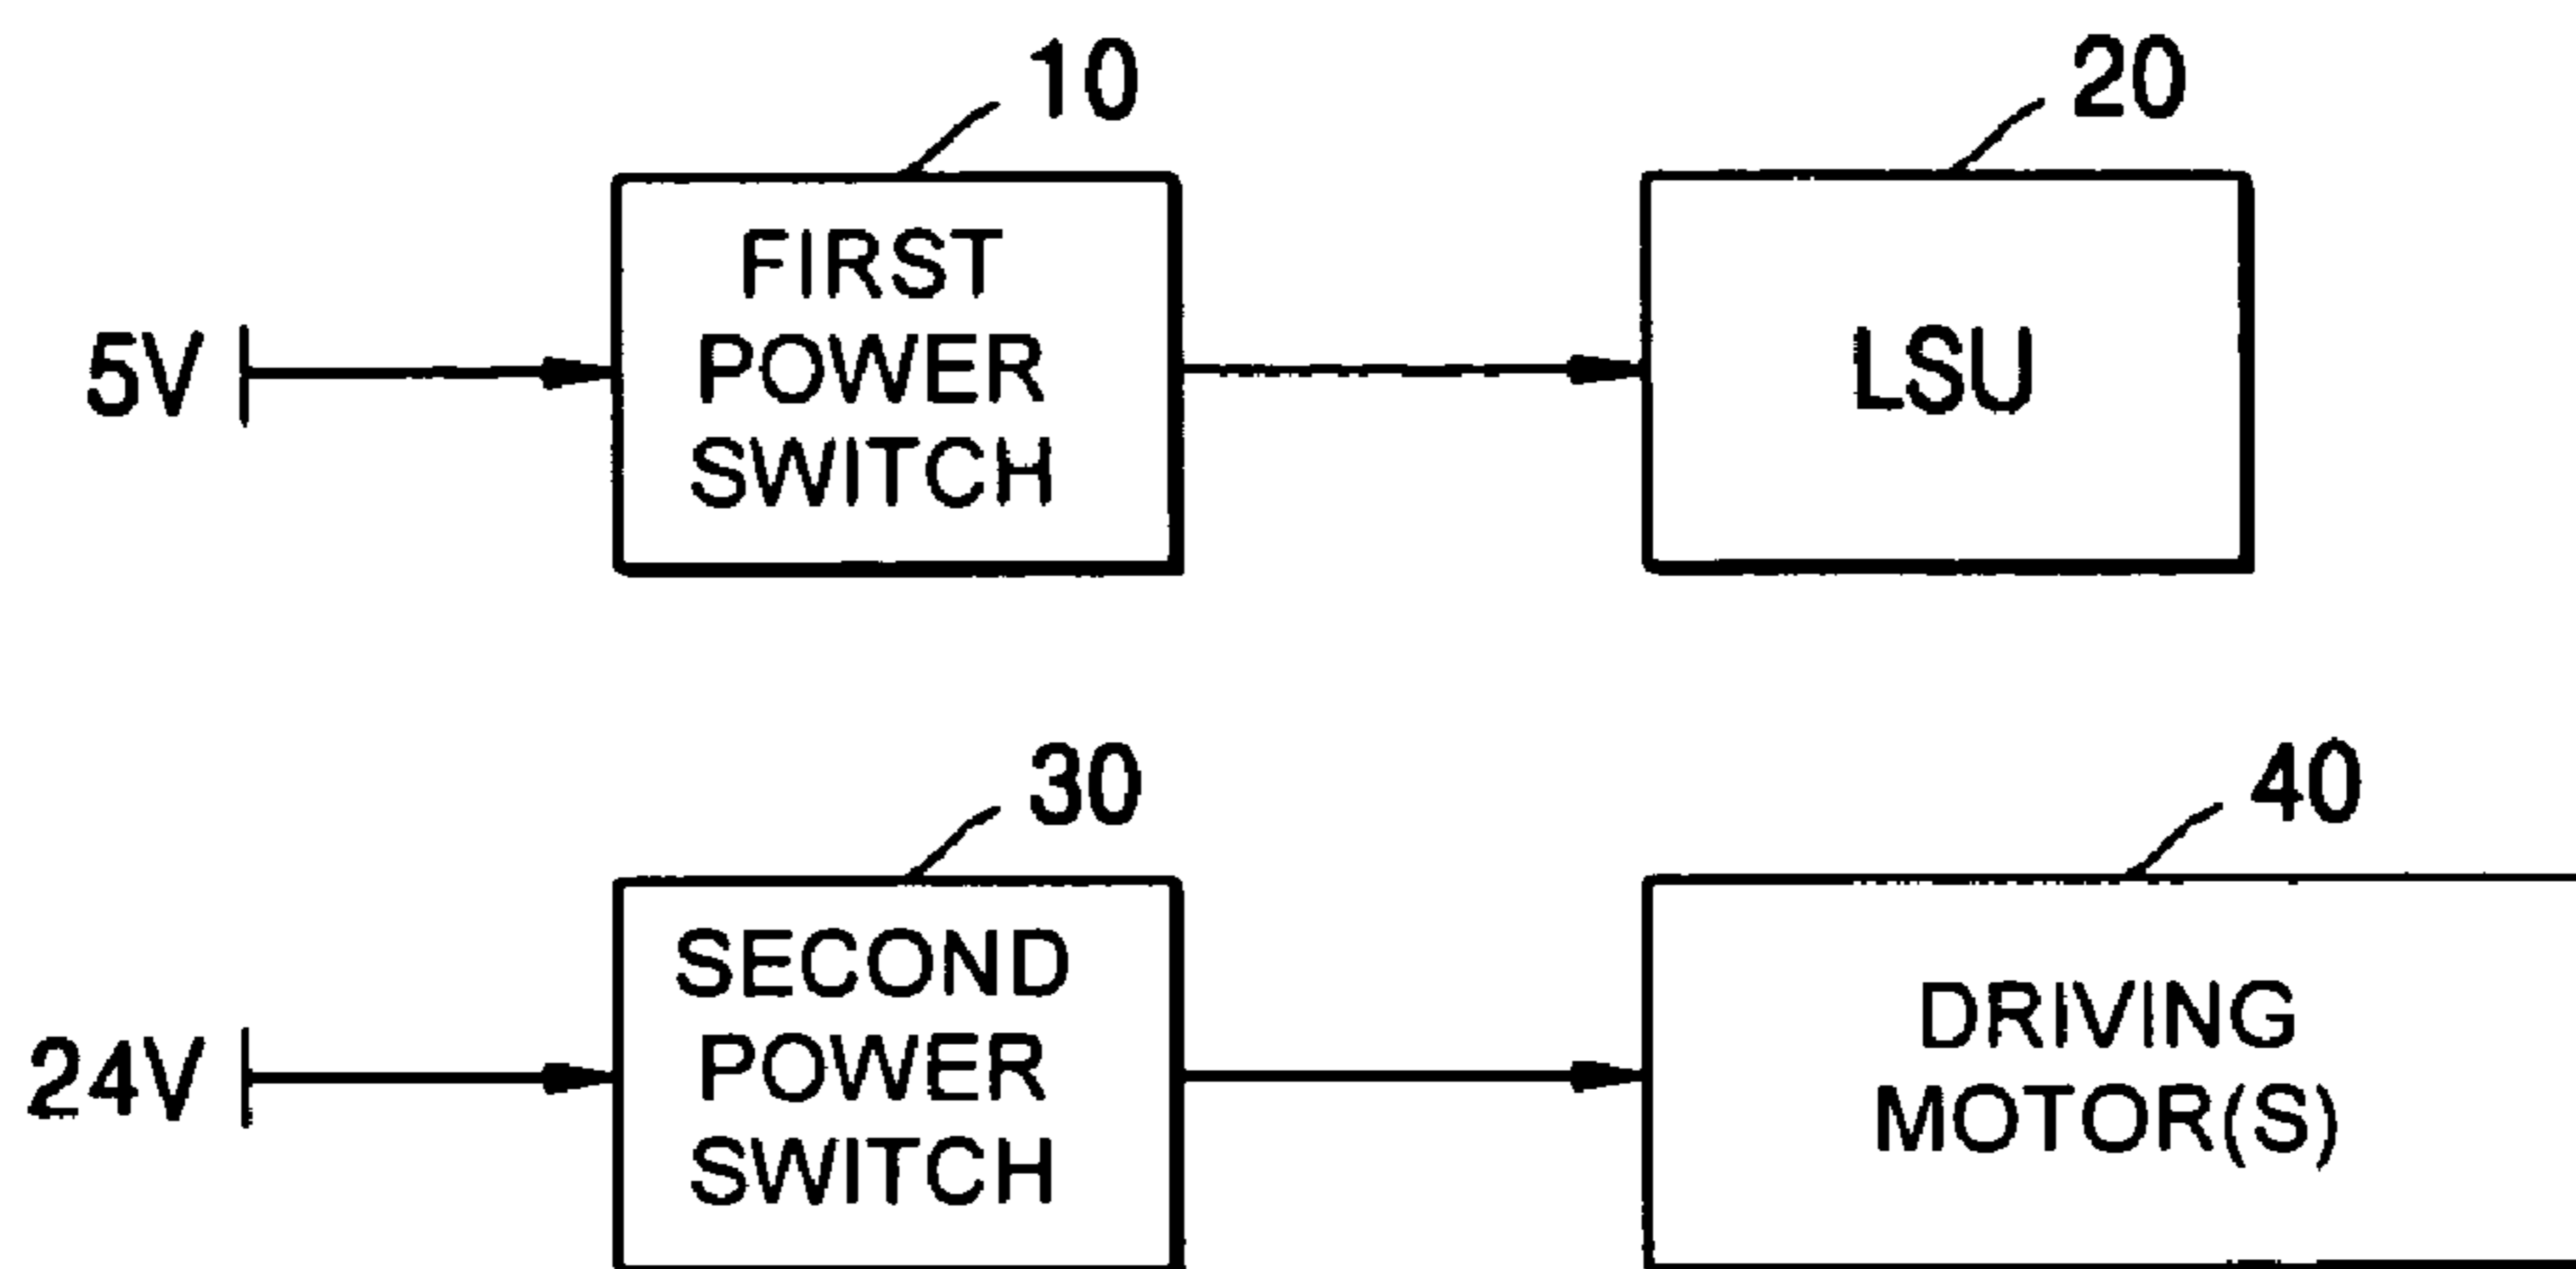 10
20
FIRST
POWER
SWITCH
5V
LSU
30
40
SECOND
POWER
SWITCH
24V
DRIVING
MOTOR(S)